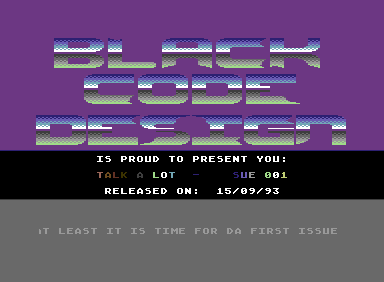 BLACK
CODE
DESIGN
IS PROUD TO PRESENT YOU:
TALK A LOT - SUE 001
RELEASED ON: 15/09/93
LEAST IT IS TIME FOR DA FIRST ISSUE